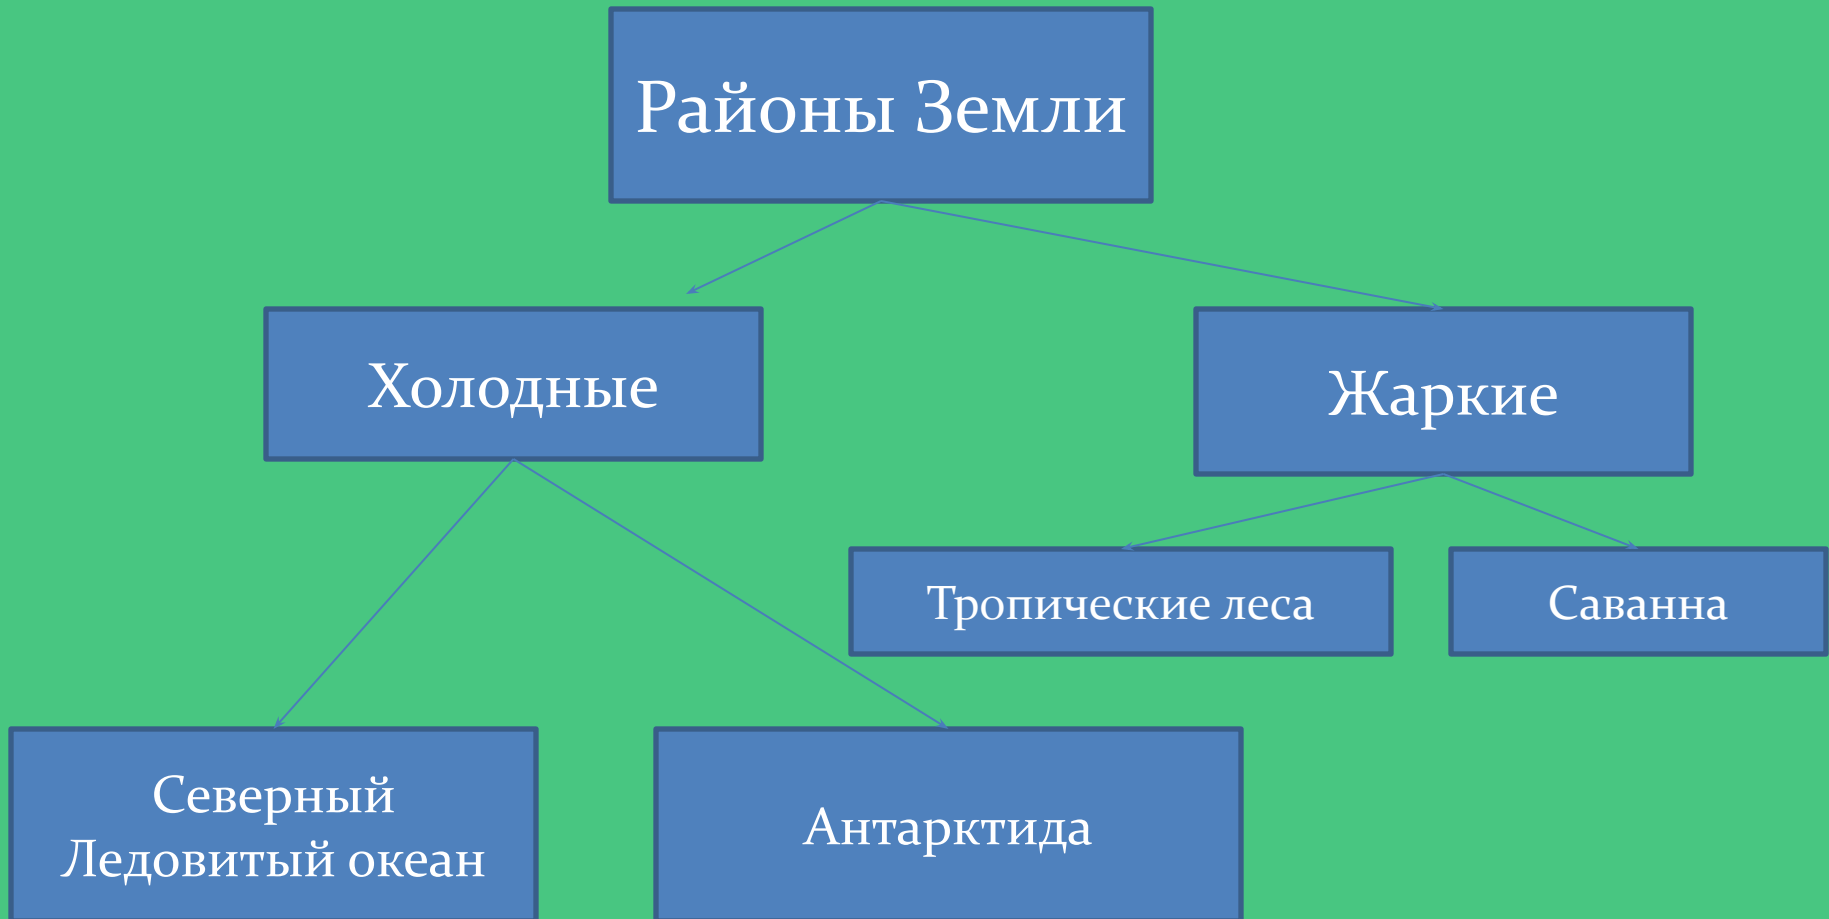 Районы Земли
Холодные
Жаркие
Тропические леса
Саванна
Северный
Ледовитый океан
Антарктида